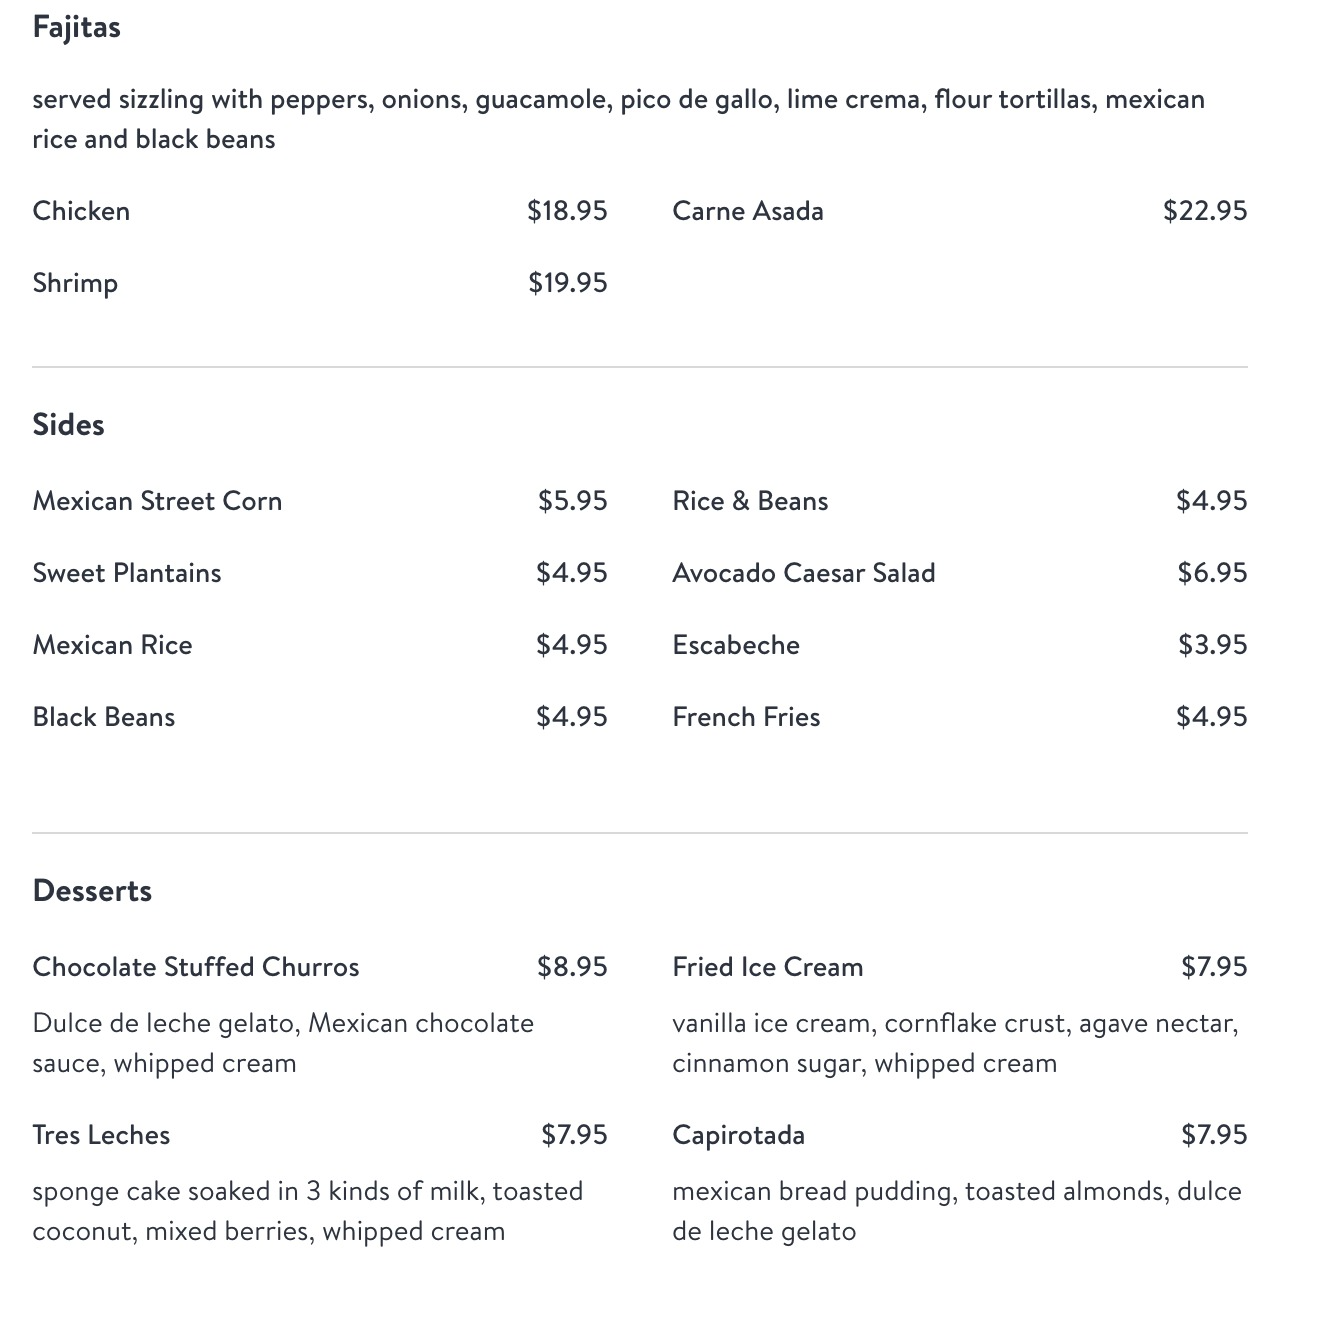 Fajitas
served sizzling with peppers, onions, guacamole, pico de gallo, lime crema, flour tortillas, mexican
rice and black beans
Chicken $18.95 Carne Asada $22.95
Shrimp $19.95
Sides
Mexican Street Corn $5.95 Rice & Beans $4.95
Sweet Plantains $4.95 Avocado Caesar Salad $6.95
Mexican Rice $4.95 Escabeche $3.95
Black Beans $4.95 French Fries $4.95
Desserts
Chocolate Stuffed Churros $8.95
Dulce de leche gelato, Mexican chocolate
sauce, whipped cream
Fried Ice Cream $7.95
vanilla ice cream, cornflake crust, agave nectar,
cinnamon sugar, whipped cream
Tres Leches $7.95
sponge cake soaked in 3 kinds of milk, toasted
coconut, mixed berries, whipped cream
Capirotada $7.95
mexican bread pudding, toasted almonds, dulce
de leche gelato